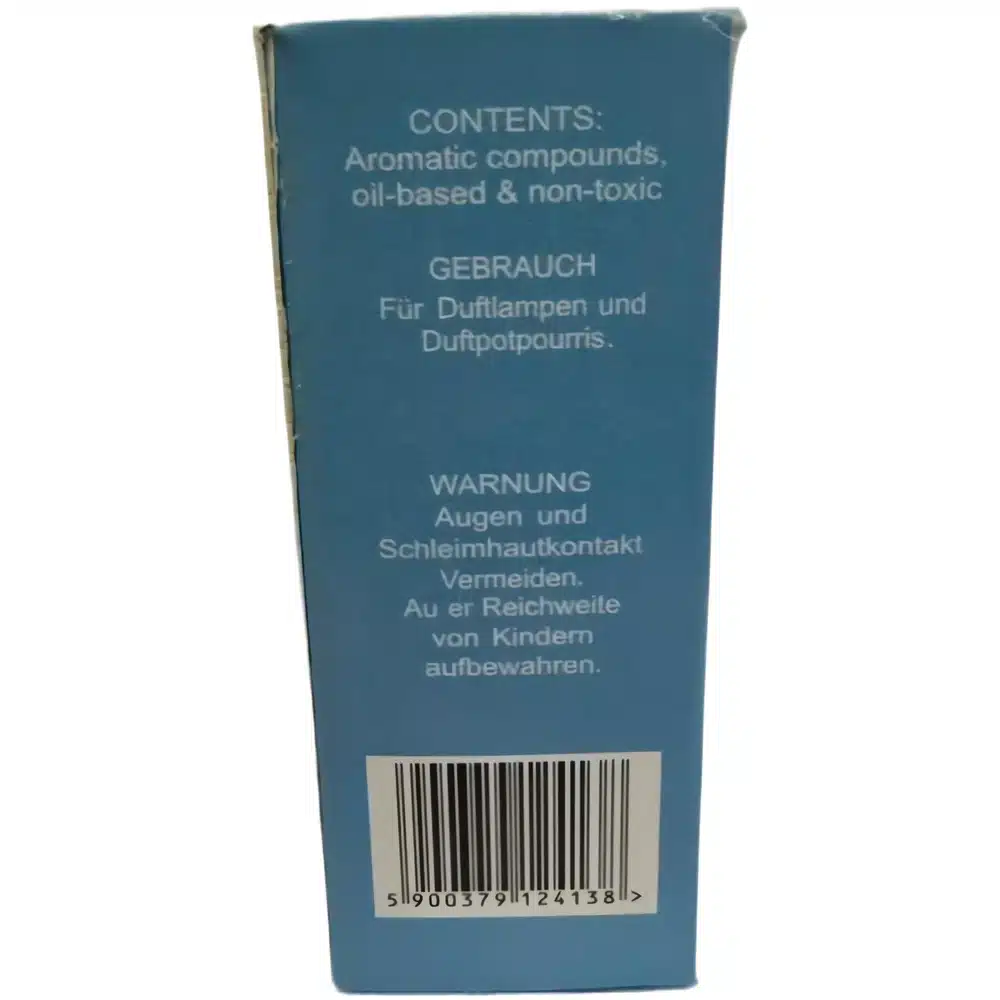 CONTENTS:
Aromatic compounds,
oil-based & non-toxic
GEBRAUCH
Für Duftlampen und
Duftpotpourris.
WARNUNG
Augen und
Schleimhautkontakt
Vermeiden.
Au er Reichweite
von Kindern
aufbewahren.
5 900379 124138 >